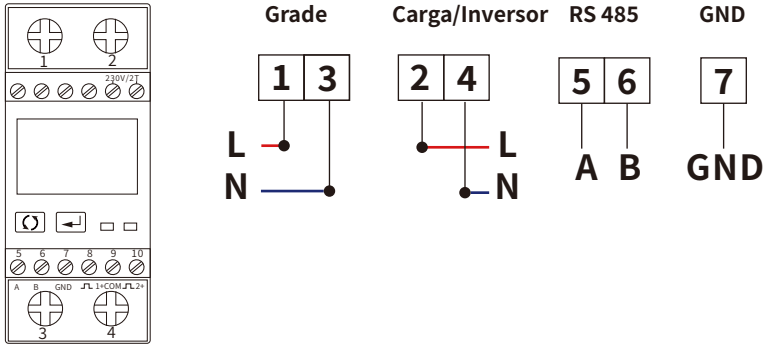 Grade Carga/Inversor RS 485 GND
1 2
230V/2T
1 3 2 4 5 6 7
L L
N N
A B GND
5 6 7 8 9 10
A B GND 1+COM 2+
3 4